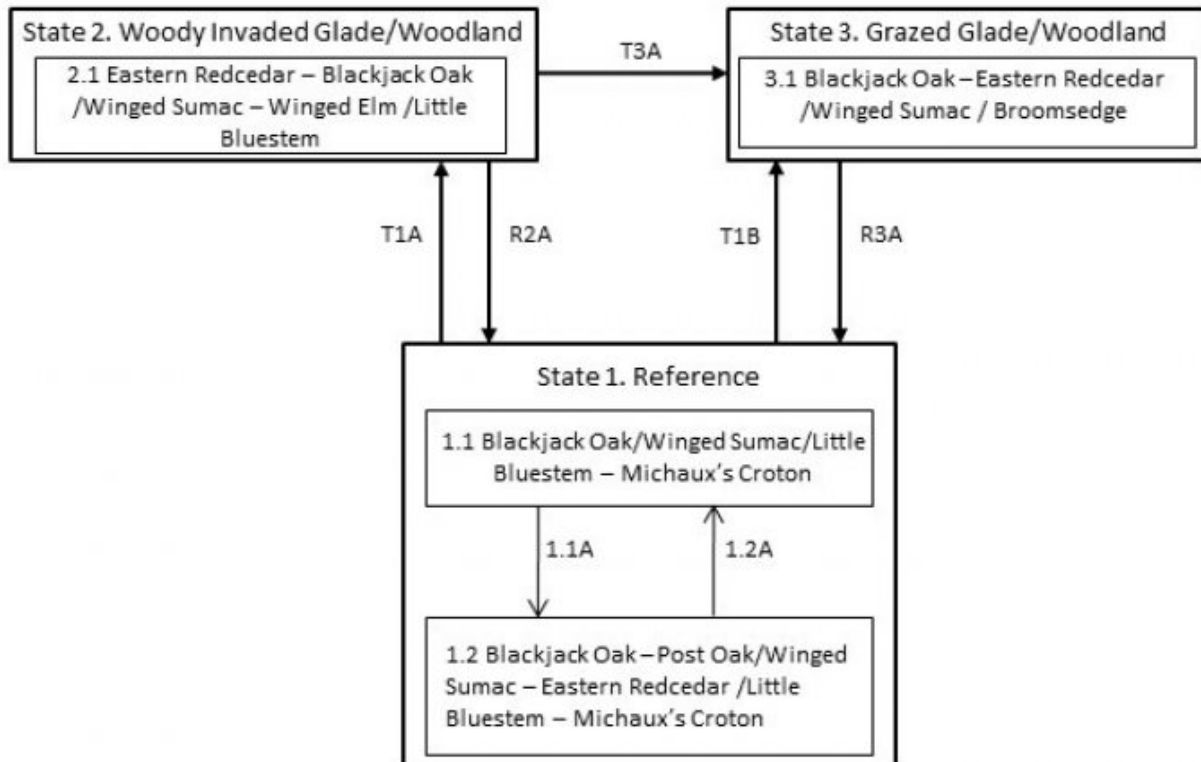 State 2. Woody Invaded Glade/Woodland
2.1 Eastern Redcedar – Blackjack Oak
/Winged Sumac – Winged Elm /Little
Bluestem
T3A
State 3. Grazed Glade/Woodland
3.1 Blackjack Oak – Eastern Redcedar
/Winged Sumac / Broomsedge
T1A
R2A
T1B
R3A
State 1. Reference
1.1 Blackjack Oak/Winged Sumac/Little
Bluestem – Michaux's Croton
1.1A
1.2A
1.2 Blackjack Oak – Post Oak/Winged
Sumac – Eastern Redcedar /Little
Bluestem – Michaux's Croton